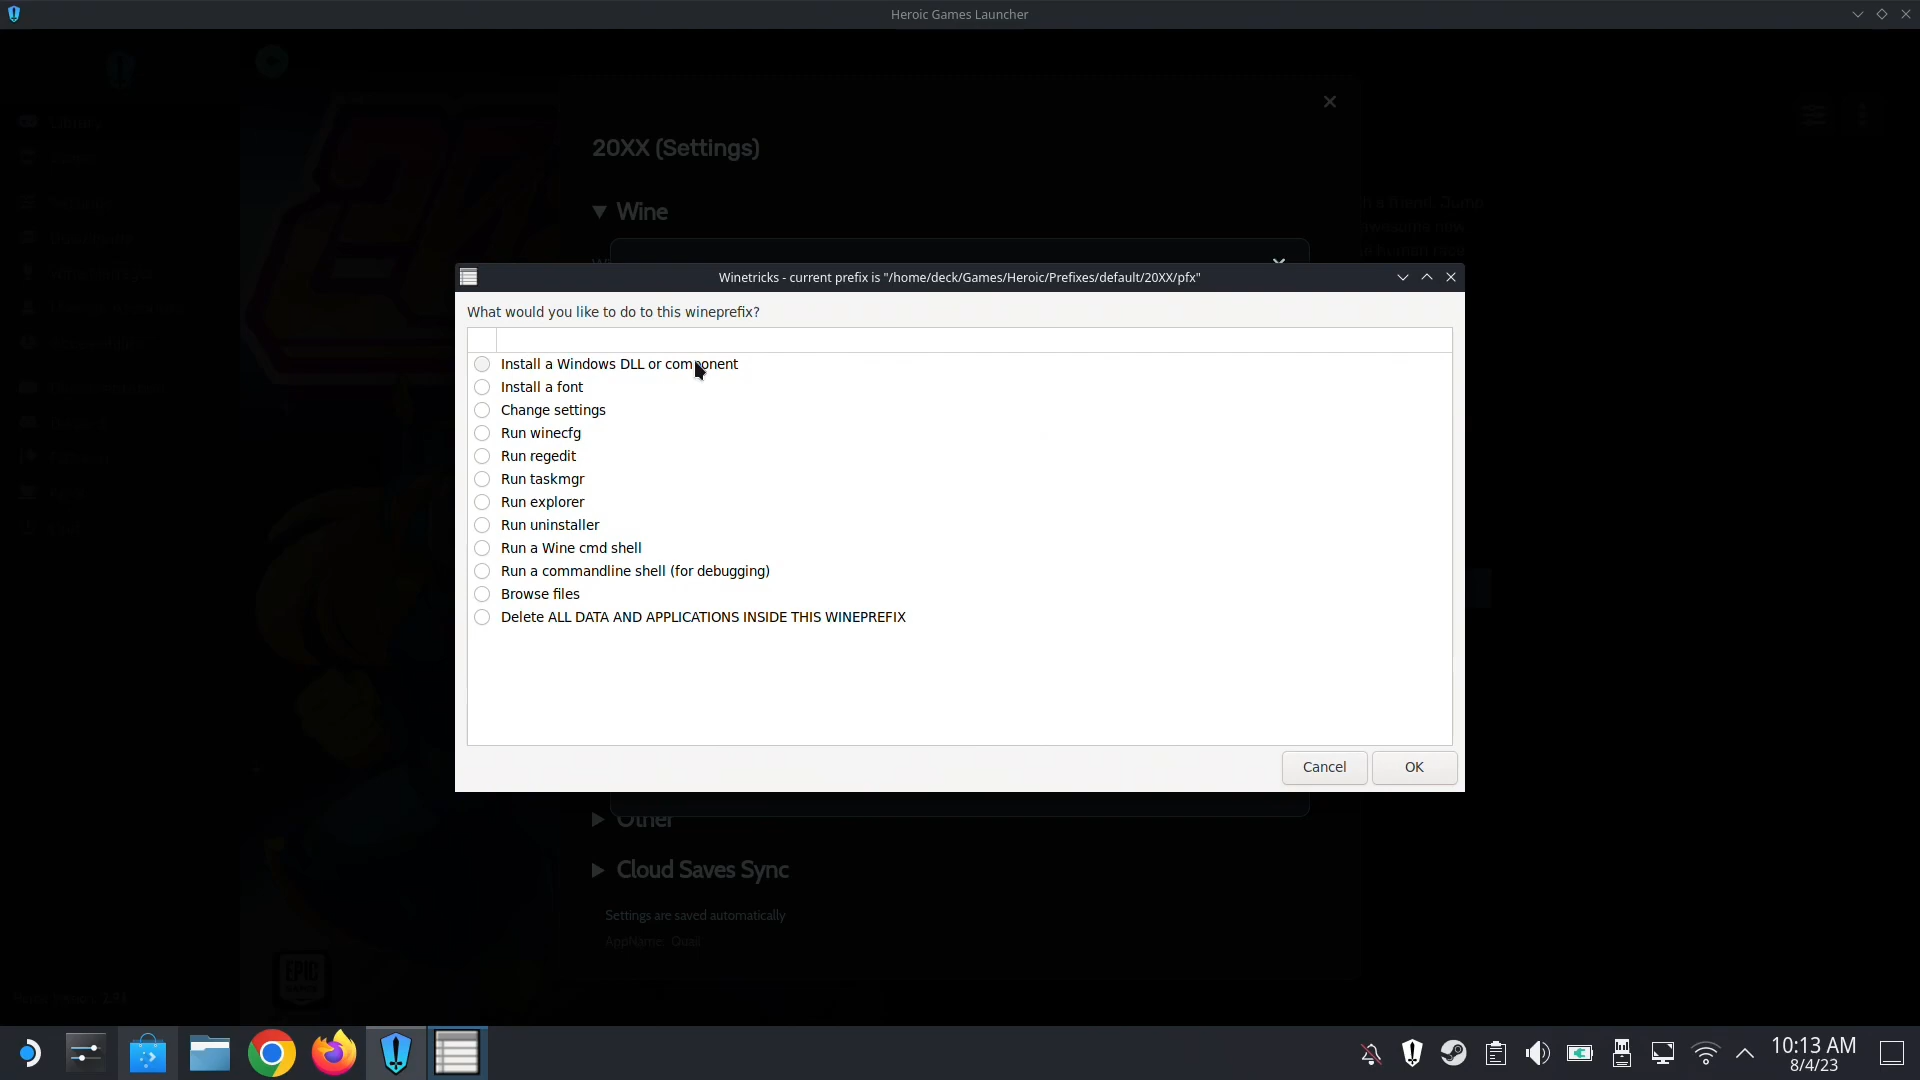 Heroic Games Launcher
Library
20XX (Settings)
Wine
Winetricks - current prefix is "/home/deck/Games/Heroic/Prefixes/default/20XX/pfx"
What would you like to do to this wineprefix?
Install a Windows DLL or component
Install a font
Change settings
Run winecfg
Run regedit
Run taskmgr
Run explorer
Run uninstaller
Run a Wine cmd shell
Run a commandline shell (for debugging)
Browse files
Delete ALL DATA AND APPLICATIONS INSIDE THIS WINEPREFIX
Cancel
OK
Other
Cloud Saves Sync
Settings are saved automatically
AppName: Quail
EPIC
10:13 AM
8/4/23